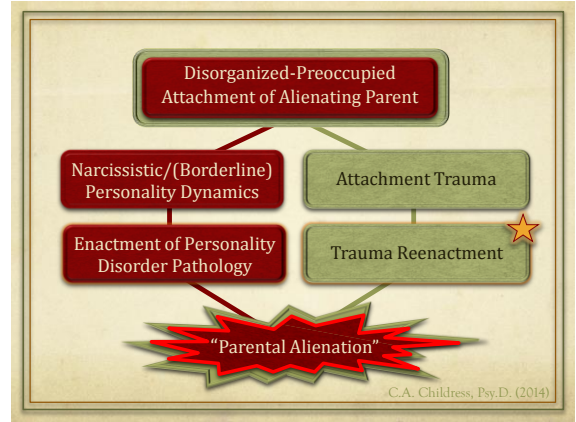 Disorganized-Preoccupied
Attachment of Alienating Parent
Narcissistic/(Borderline)
Personality Dynamics
Attachment Trauma
Enactment of Personality
Disorder Pathology
Trauma Reenactment
“Parental Alienation”
C.A. Childress, Psy.D. (2014)